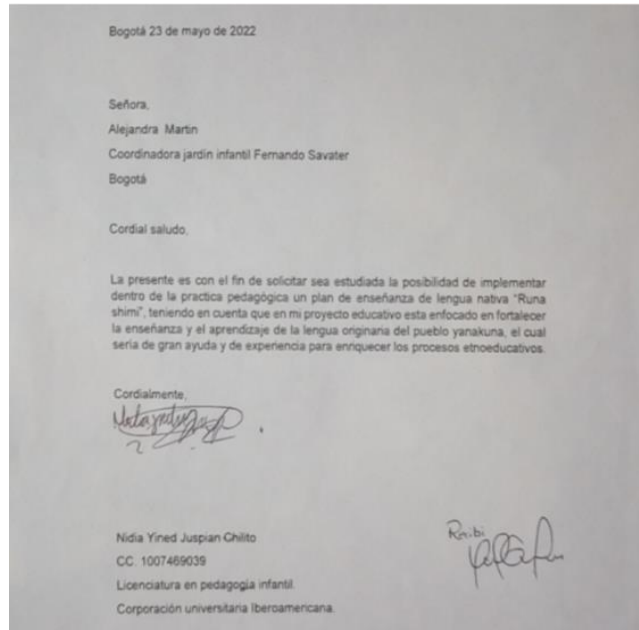 Bogotá 23 de mayo de 2022
Señora,
Alejandra Martin
Coordinadora jardin infantil Fernando Savater
Bogotá
Cordial saludo,
La presente es con el fin de solicitar sea estudiada la posibilidad de implementar
dentro de la practica pedagógica un plan de enseñanza de lengua nativa "Runa
shimi", teniendo en cuenta que en mi proyecto educativo esta enfocado en fortalecer
la enseñanza y el aprendizaje de la lengua originaria del pueblo yanakuna, el cual
seria de gran ayuda y de experiencia para enriquecer los procesos etnoeducativos.
Cordialmente,
Nidia Yined Juspian Chilito
CC. 1007469039
Licenciatura en pedagogia infantil.
Corporación universitaria Iberoamericana.
Recibi